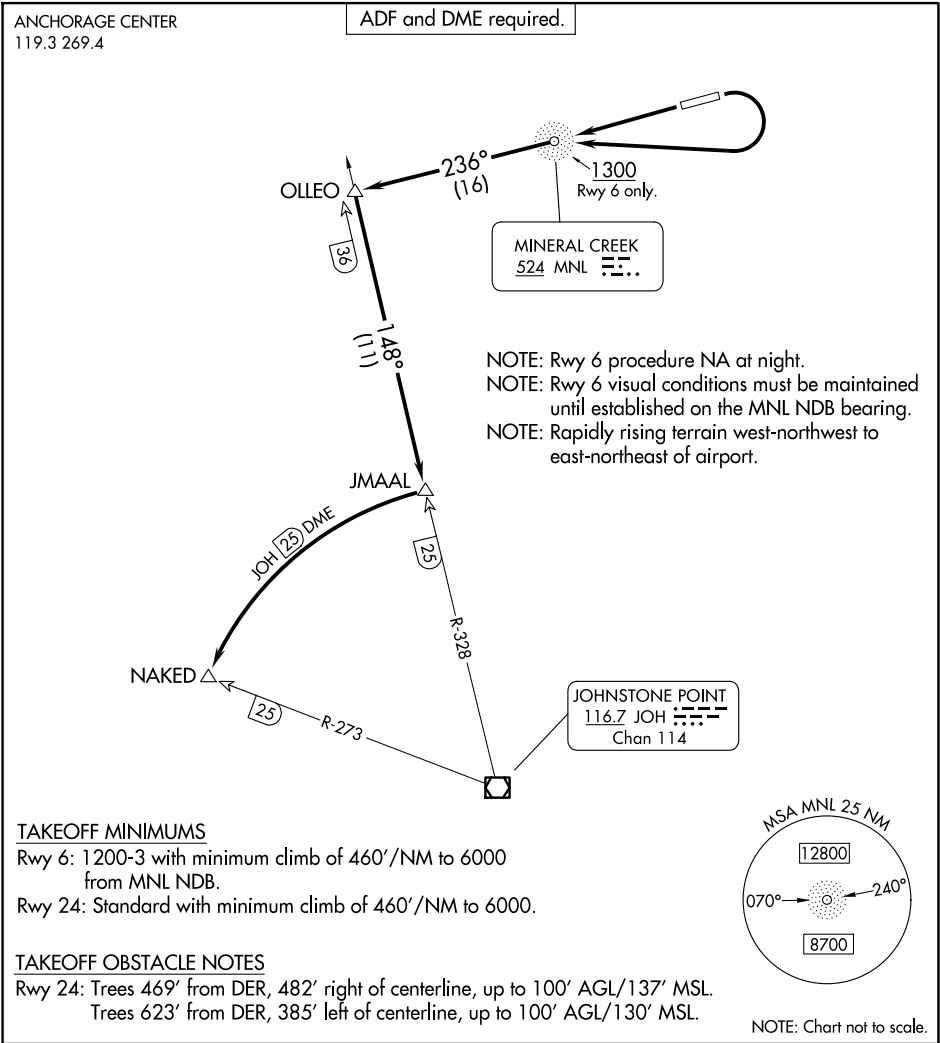 ANCHORAGE CENTER
119.3 269.4
ADF and DME required.
1300
Rwy 6 only.
236°
(16)
OLLEO
36
MINERAL CREEK
524 MNL
148°
(11)
NOTE: Rwy 6 procedure NA at night.
NOTE: Rwy 6 visual conditions must be maintained
until established on the MNL NDB bearing.
NOTE: Rapidly rising terrain west-northwest to
east-northeast of airport.
JMAAL
JOH 25 DME
25
R-328
NAKED
25
R-273
JOHNSTONE POINT
116.7 JOH
Chan 114
TAKEOFF MINIMUMS
Rwy 6: 1200-3 with minimum climb of 460'/NM to 6000
from MNL NDB.
Rwy 24: Standard with minimum climb of 460'/NM to 6000.
MSA MNL 25 NM
12800
070°
240°
8700
TAKEOFF OBSTACLE NOTES
Rwy 24: Trees 469' from DER, 482' right of centerline, up to 100' AGL/137' MSL.
Trees 623' from DER, 385' left of centerline, up to 100' AGL/130' MSL.
NOTE: Chart not to scale.